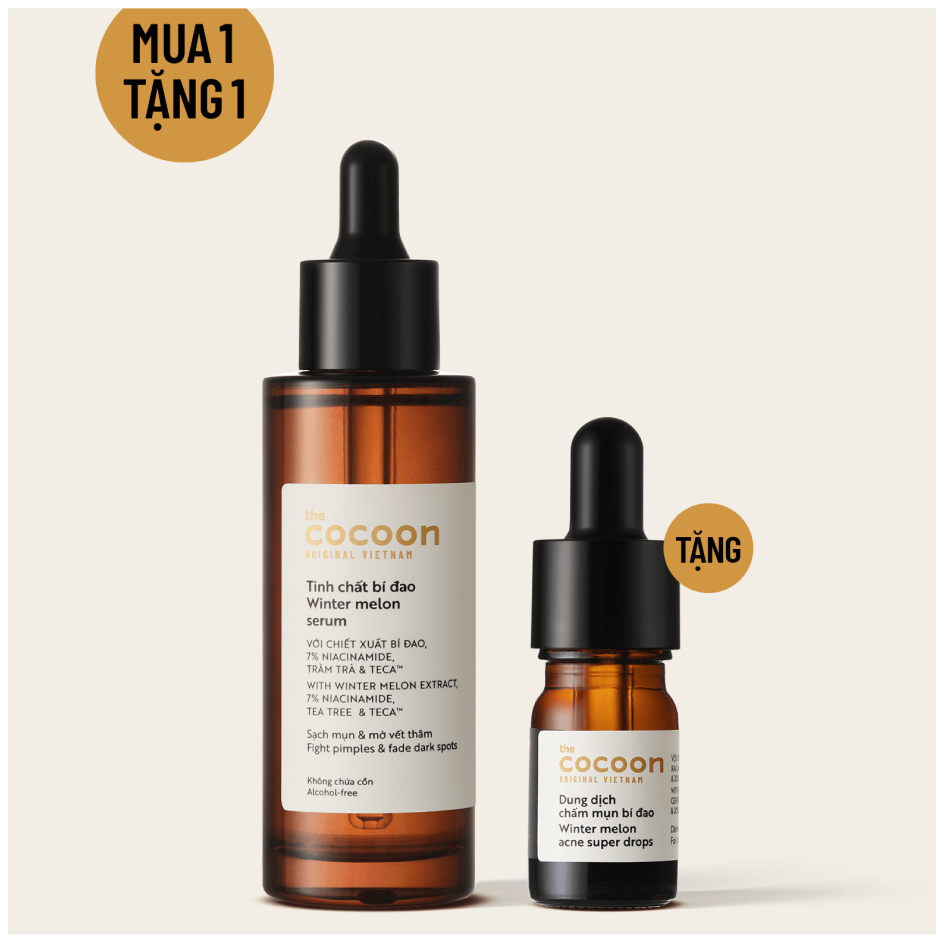 MUA 1
TẶNG 1
the
cocoon
ORIGINAL VIETNAM
Tinh chất bí đao
Winter melon
serum
VỚI CHIẾT XUẤT BÍ ĐAO,
7% NIACINAMIDE,
TRÀM TRÀ & TECA™
WITH WINTER MELON EXTRACT,
7% NIACINAMIDE,
TEA TREE & TECA™
Sạch mụn & mờ vết thâm
Fight pimples & fade dark spots
Không chứa cồn
Alcohol-free
TẶNG
the
cocoon
ORIGINAL VIETNAM
Dung dịch
chấm mụn bí đao
Winter melon
acne super drops